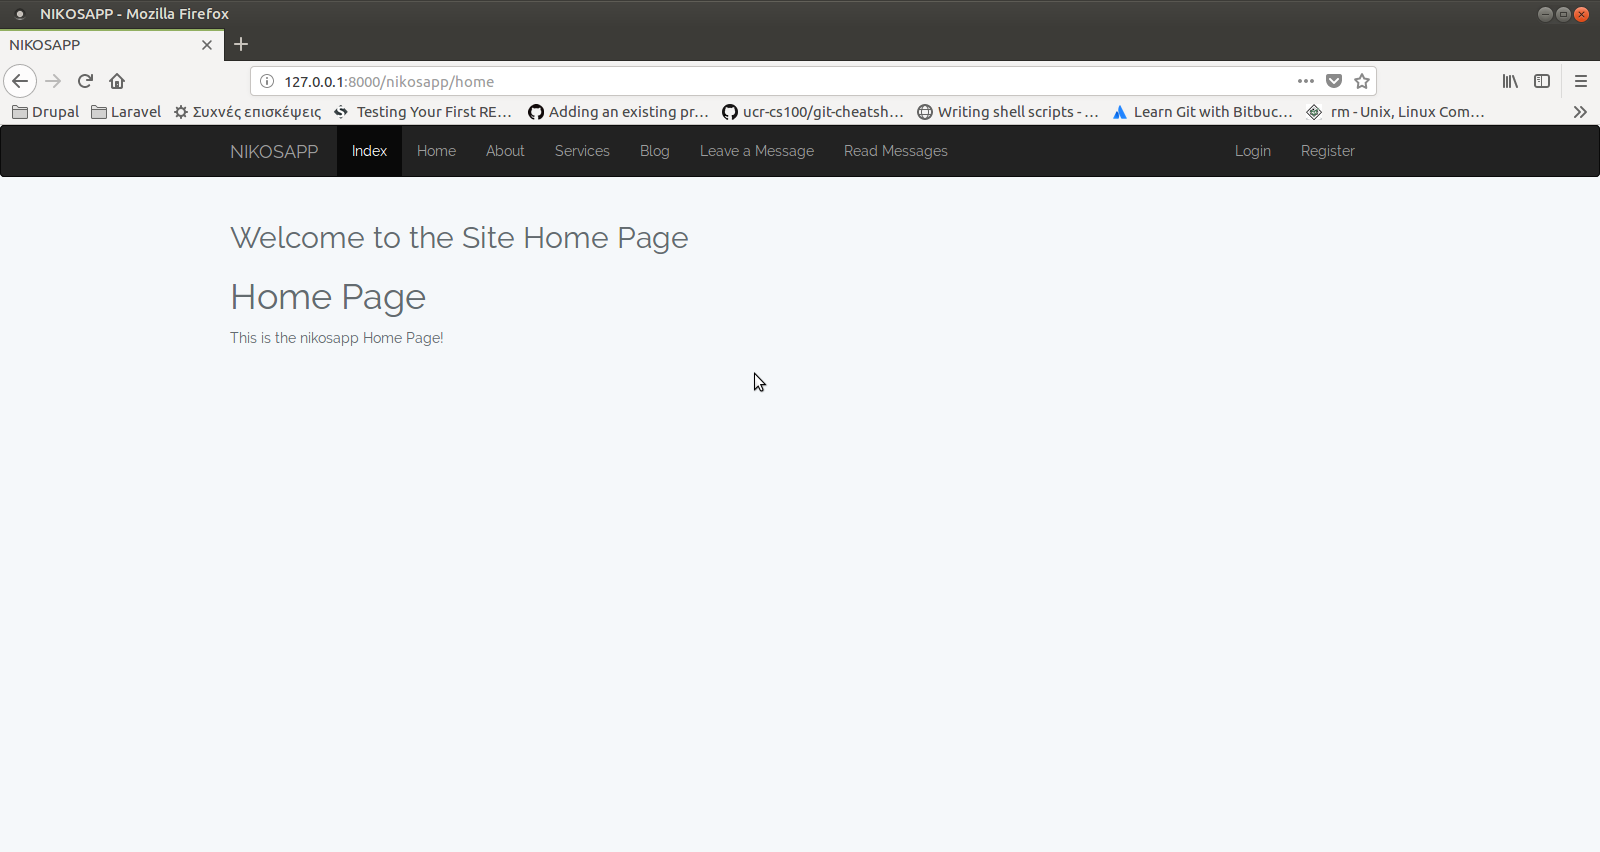 NIKOSAPP - Mozilla Firefox
NIKOSAPP
127.0.0.1:8000/nikosapp/home
Drupal Laravel Συχνές επισκέψεις Testing Your First RE... Adding an existing pr... ucr-cs100/git-cheatsh... Writing shell scripts - ... Learn Git with Bitbuc... rm - Unix, Linux Com...
NIKOSAPP Index Home About Services Blog Leave a Message Read Messages Login Register
Welcome to the Site Home Page
Home Page
This is the nikosapp Home Page!